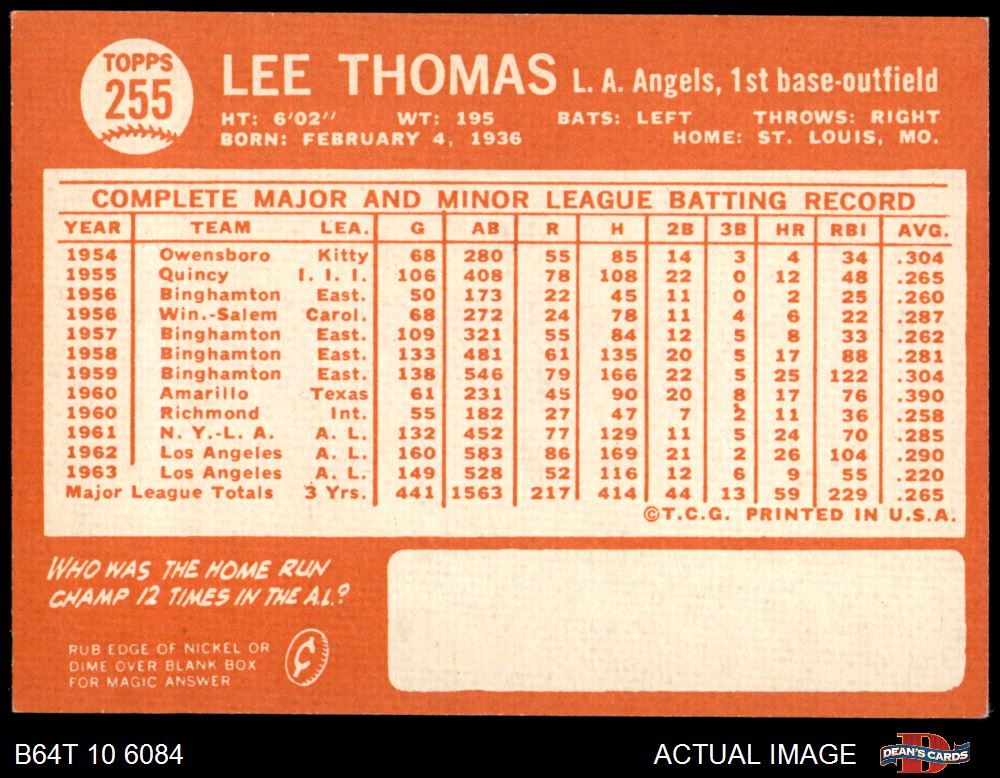 TOPPS
255
LEE THOMAS L. A. Angels, 1st base-outfield
HT: 6'02" WT: 195 BATS: LEFT THROWS: RIGHT
BORN: FEBRUARY 4, 1936 HOME: ST. LOUIS, MO.
COMPLETE MAJOR AND MINOR LEAGUE BATTING RECORD
YEAR TEAM LEA. G AB R H 2B 3B HR RBI AVG.
1954 Owensboro Kitty 68 280 55 85 14 3 4 34 .304
1955 Quincy I. I. I. 106 408 78 108 22 0 12 48 .265
1956 Binghamton East. 50 173 22 45 11 0 2 25 .260
1956 Win.-Salem Carol. 68 272 24 78 11 4 6 22 .287
1957 Binghamton East. 109 321 55 84 12 5 8 33 .262
1958 Binghamton East. 133 481 61 135 20 5 17 88 .281
1959 Binghamton East. 138 546 79 166 22 5 25 122 .304
1960 Amarillo Texas 61 231 45 90 20 8 17 76 .390
1960 Richmond Int. 55 182 27 47 7 2 11 36 .258
1961 N. Y.-L. A. A. L. 132 452 77 129 11 5 24 70 .285
1962 Los Angeles A. L. 160 583 86 169 21 2 26 104 .290
1963 Los Angeles A. L. 149 528 52 116 12 6 9 55 .220
Major League Totals 3 Yrs. 441 1563 217 414 44 13 59 229 .265
©T.C.G. PRINTED IN U.S.A.
WHO WAS THE HOME RUN
CHAMP 12 TIMES IN THE A.L.?
RUB EDGE OF NICKEL OR
DIME OVER BLANK BOX
FOR MAGIC ANSWER
¢
B64T 10 6084 ACTUAL IMAGE
D
DEAN'S CARDS